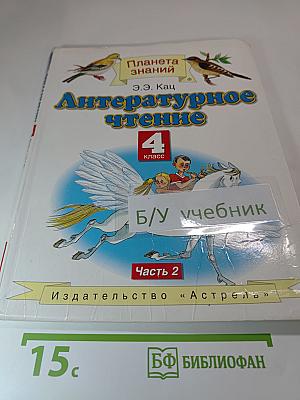 Планета
знаний
Э.Э. Кац
Литературное
чтение
4
класс
Б/У учебник
Часть 2
Издательство «Астрель»
15с
БФ БИБЛИОФАН